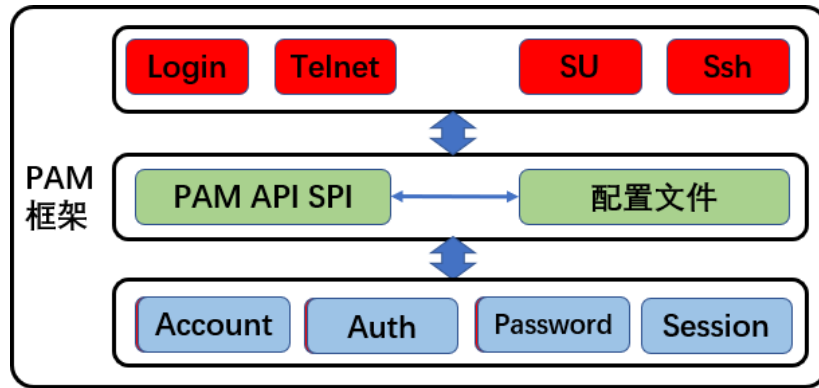 Login
Telnet
SU
Ssh
PAM
框架
PAM API SPI
配置文件
Account
Auth
Password
Session